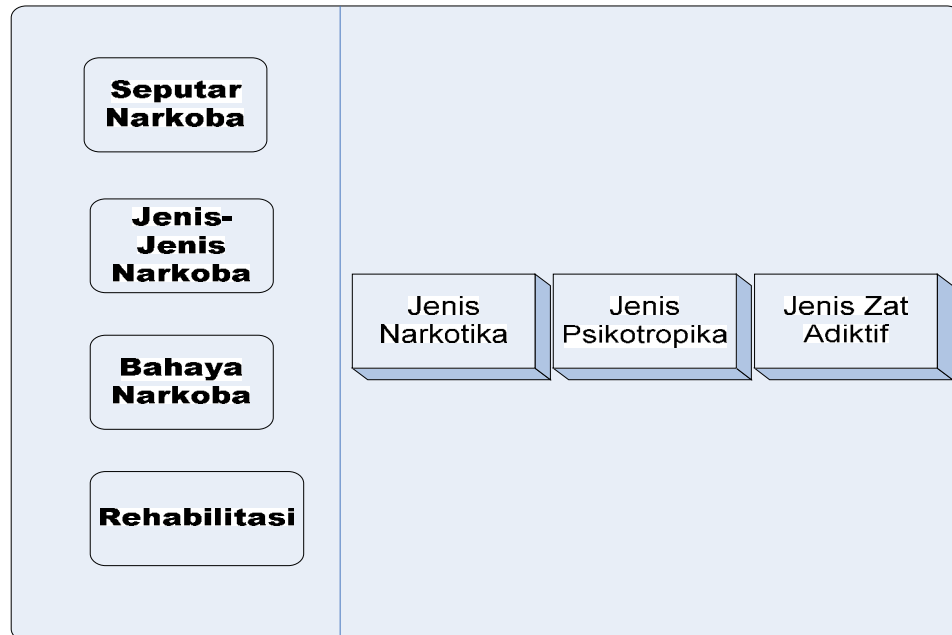 Seputar
Narkoba
Jenis-
Jenis
Narkoba
Bahaya
Narkoba
Rehabilitasi
Jenis
Narkotika
Jenis
Psikotropika
Jenis Zat
Adiktif